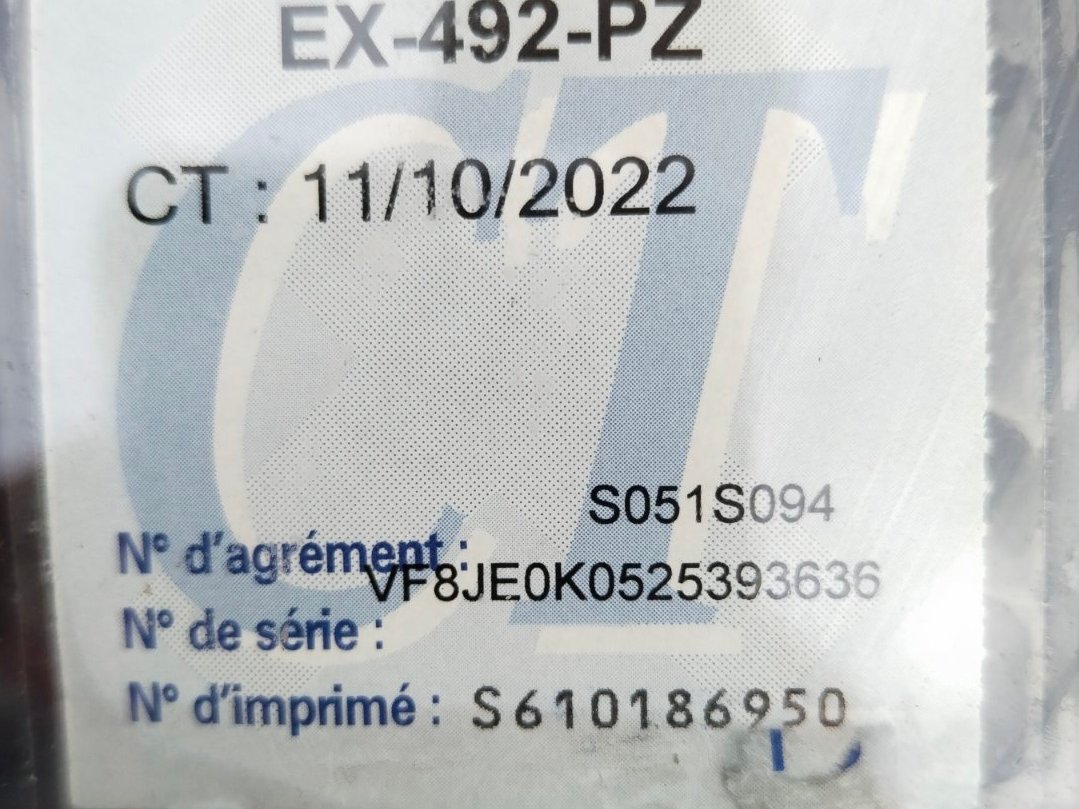 EX-492-PZ
CT : 11/10/2022
S051S094
N° d'agrément :
VF8JE0K0525393636
N° de série :
N° d'imprimé : S610186950